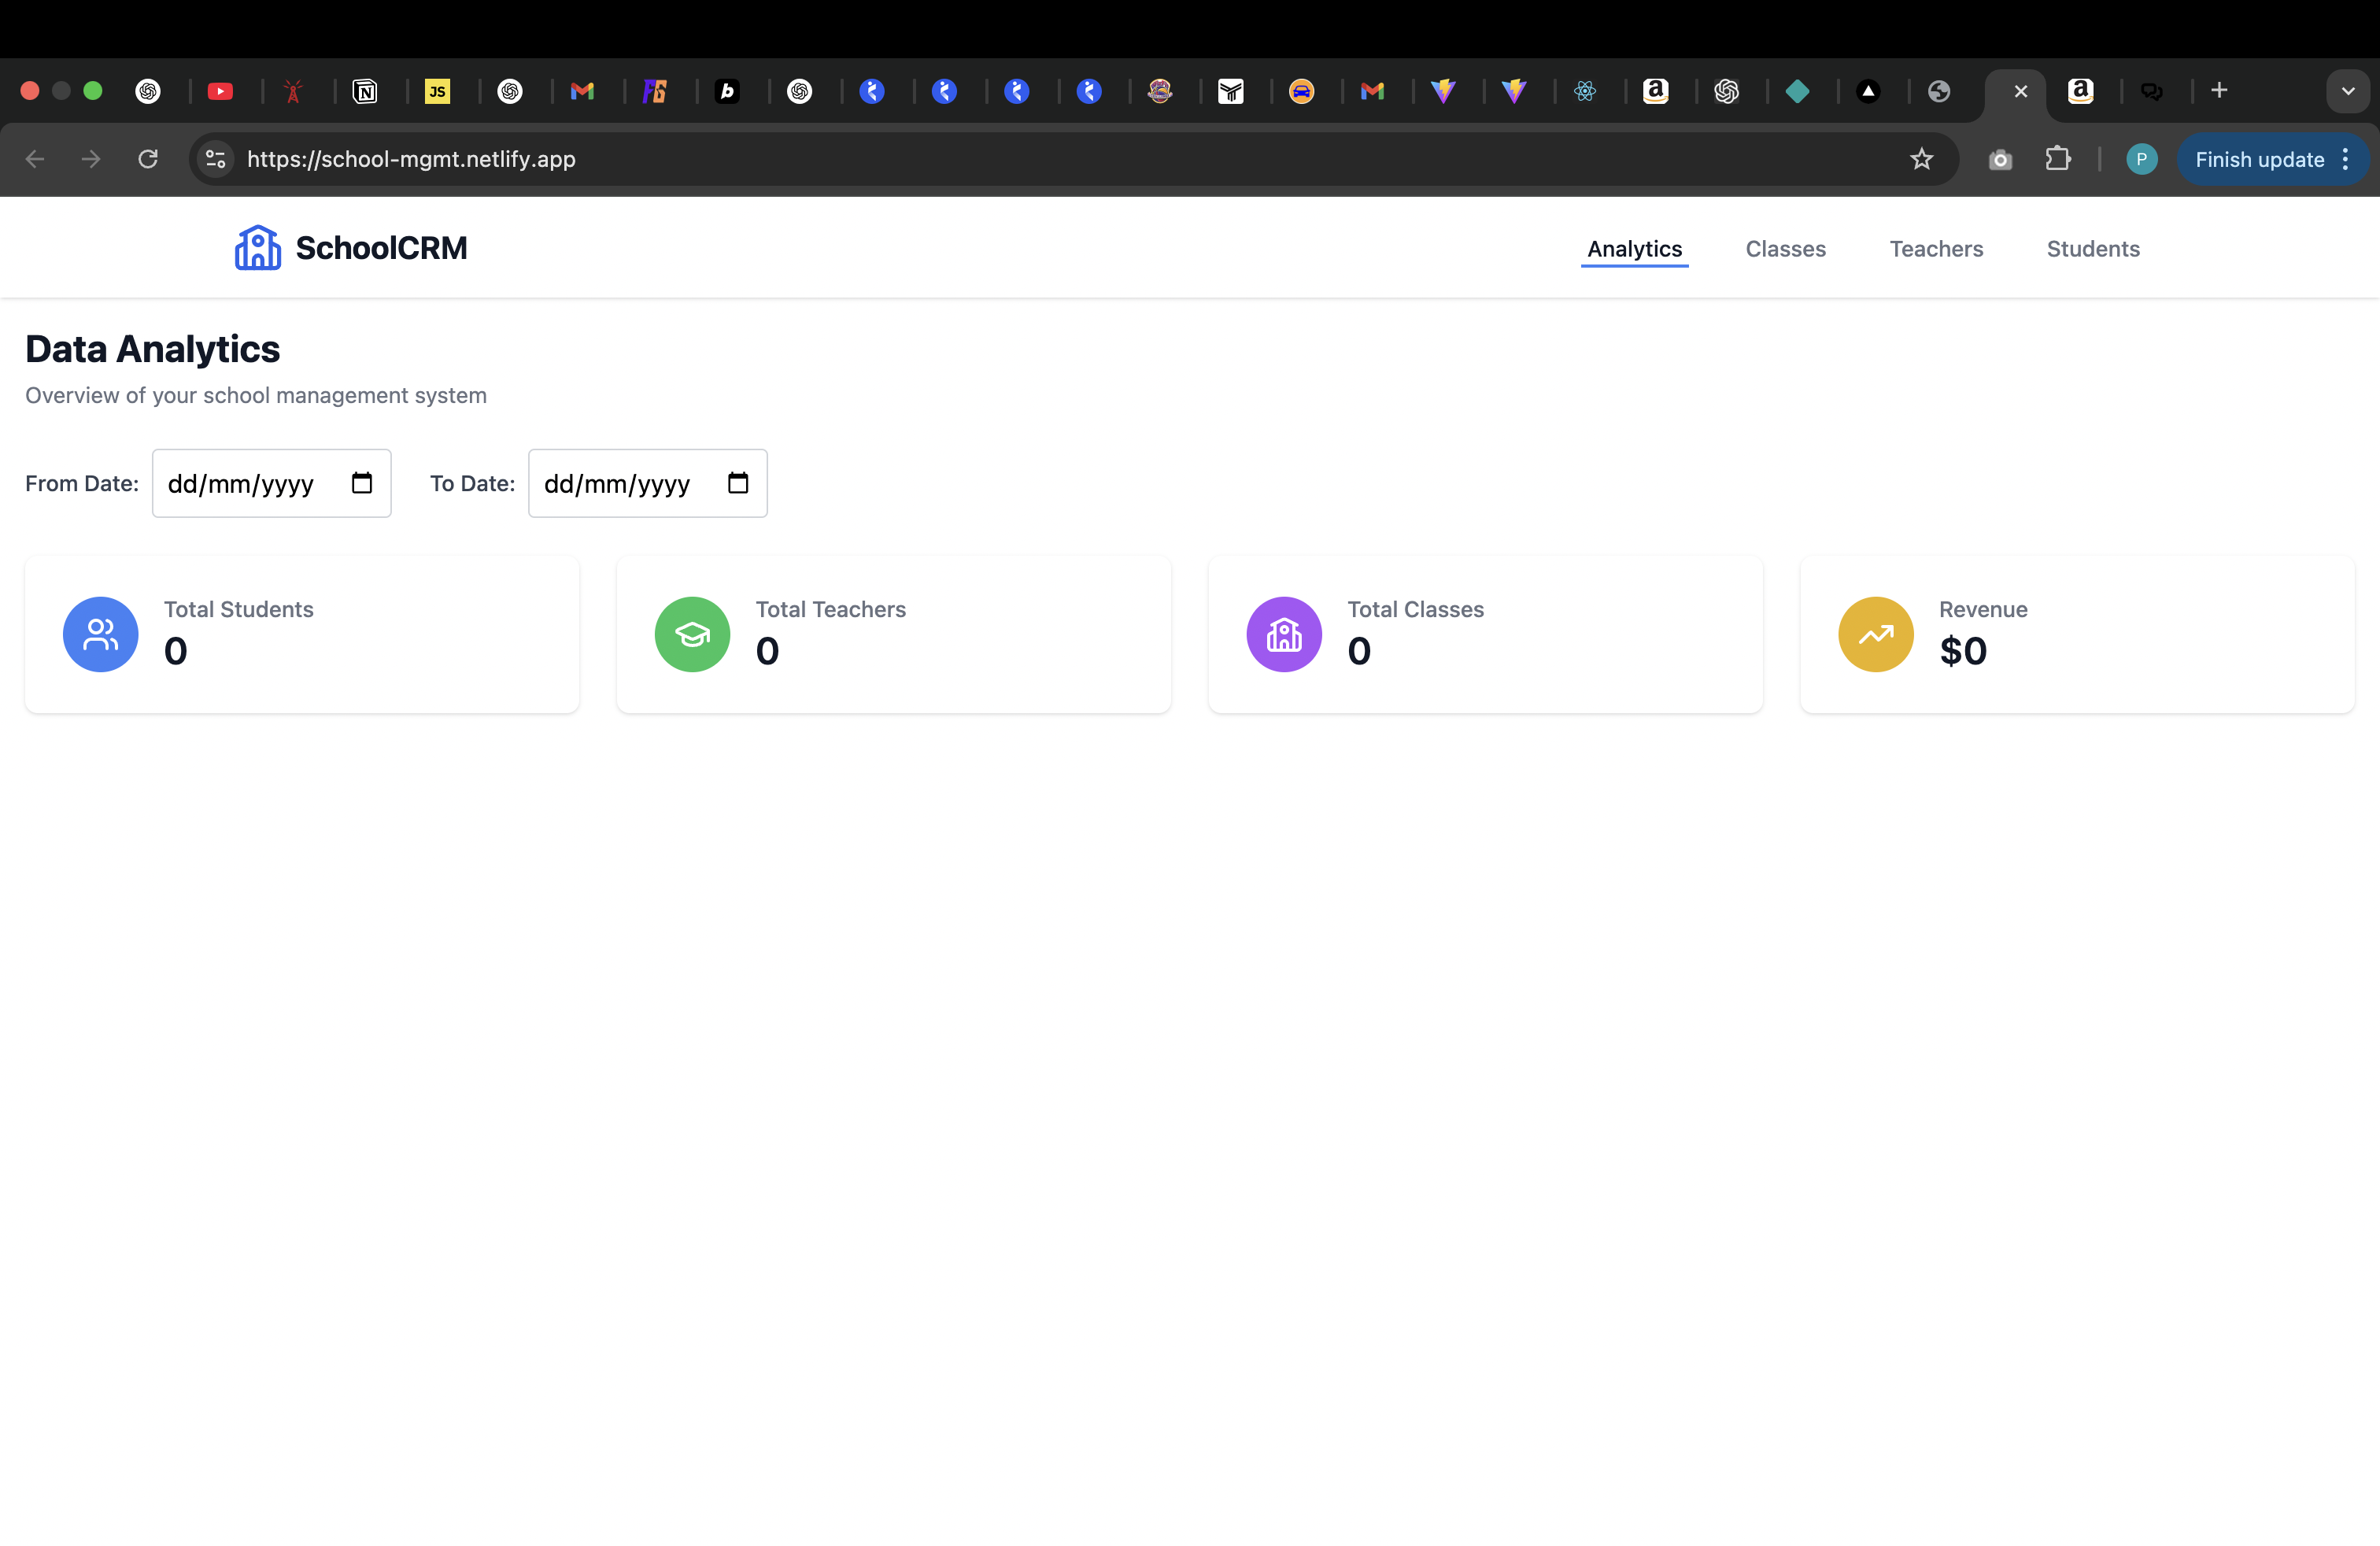 JS
https://school-mgmt.netlify.app
P
Finish update
SchoolCRM
Analytics
Classes
Teachers
Students
Data Analytics
Overview of your school management system
From Date:
dd/mm/yyyy
To Date:
dd/mm/yyyy
Total Students
0
Total Teachers
0
Total Classes
0
Revenue
$0